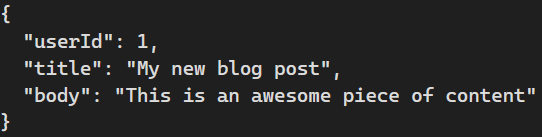 {
  "userId": 1,
  "title": "My new blog post",
  "body": "This is an awesome piece of content"
}